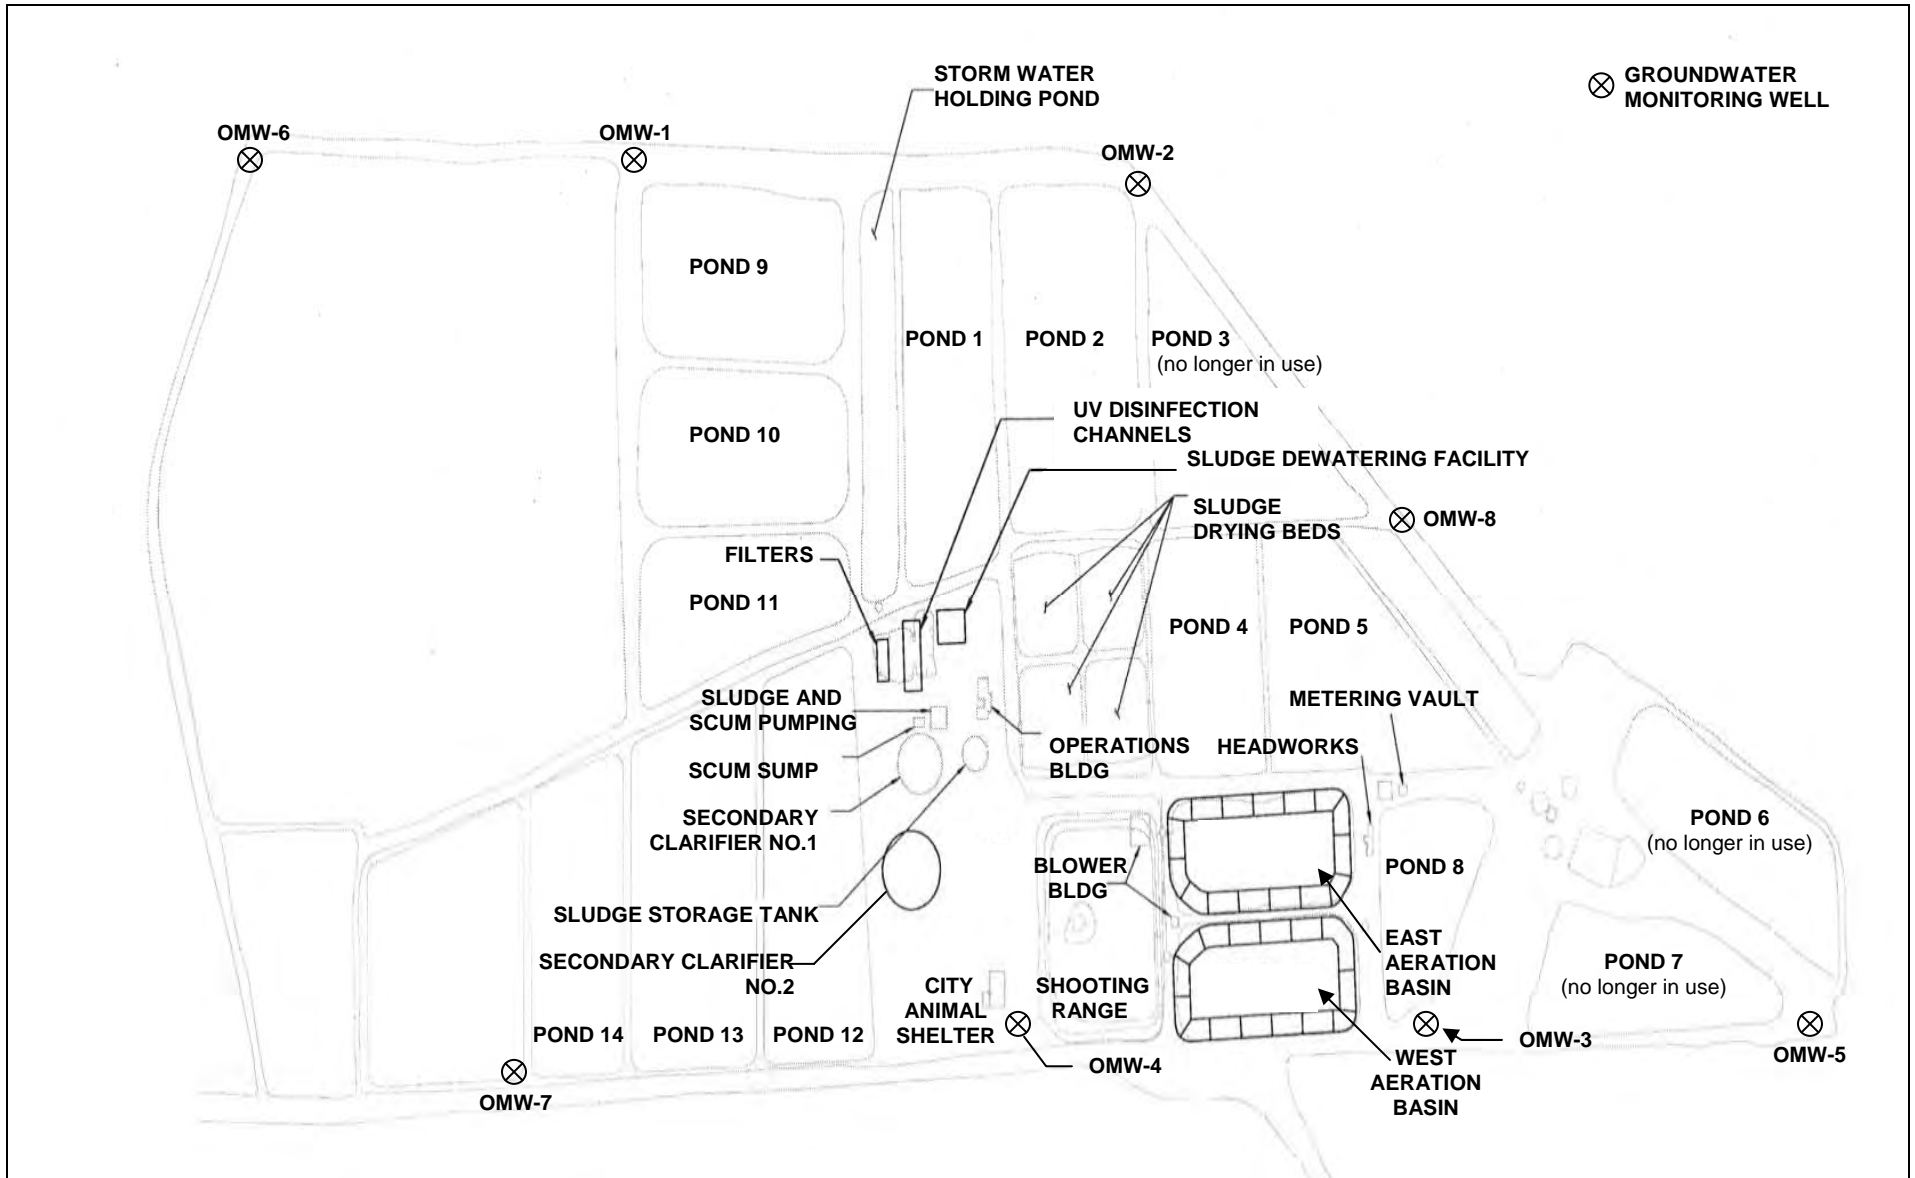 STORM WATER
HOLDING POND
GROUNDWATER
MONITORING WELL
OMW-6
OMW-1
OMW-2
POND 9
POND 1
POND 2
POND 3
(no longer in use)
UV DISINFECTION
CHANNELS
POND 10
SLUDGE DEWATERING FACILITY
SLUDGE
DRYING BEDS
OMW-8
FILTERS
POND 11
POND 4
POND 5
SLUDGE AND
SCUM PUMPING
METERING VAULT
OPERATIONS
BLDG
HEADWORKS
SCUM SUMP
SECONDARY
CLARIFIER NO.1
POND 6
(no longer in use)
BLOWER
BLDG
POND 8
SLUDGE STORAGE TANK
SECONDARY CLARIFIER
NO.2
EAST
AERATION
BASIN
POND 7
(no longer in use)
CITY
ANIMAL
SHELTER
SHOOTING
RANGE
POND 14
POND 13
POND 12
OMW-3
OMW-5
OMW-4
WEST
AERATION
BASIN
OMW-7